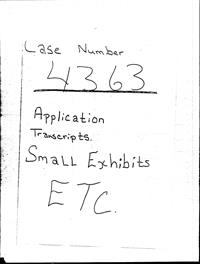 Case Number
4363
Application
Transcripts.
Small Exhibits
ETC.